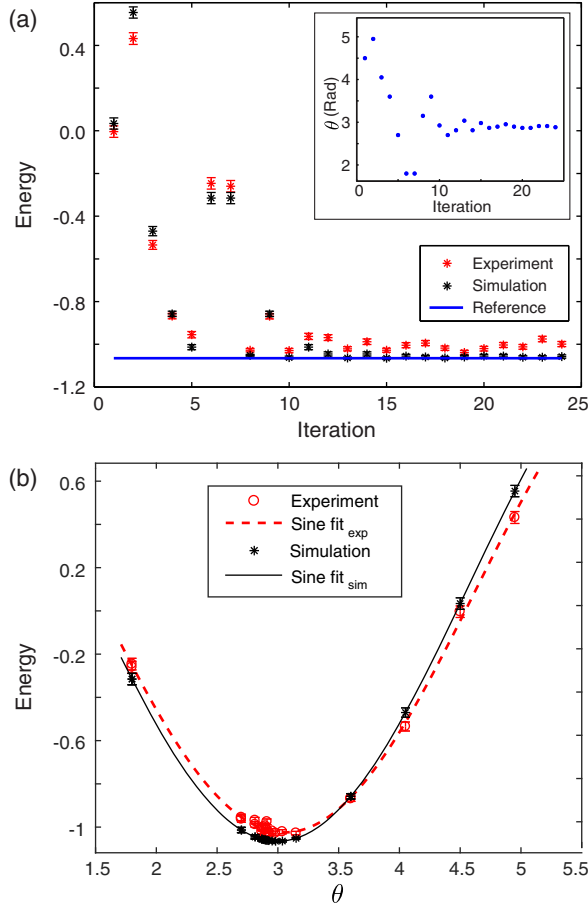 (a)
0.4
0.0
-0.4
-0.8
-1.2
Energy
0
5
10
15
20
25
Iteration
5
4
3
2
θ (Rad)
0
10
20
Iteration
Experiment
Simulation
Reference
(b)
0.6
0.2
-0.2
-0.6
-1
Energy
1.5
2
2.5
3
3.5
4
4.5
5
5.5
θ
Experiment
Sine fit exp
Simulation
Sine fit sim